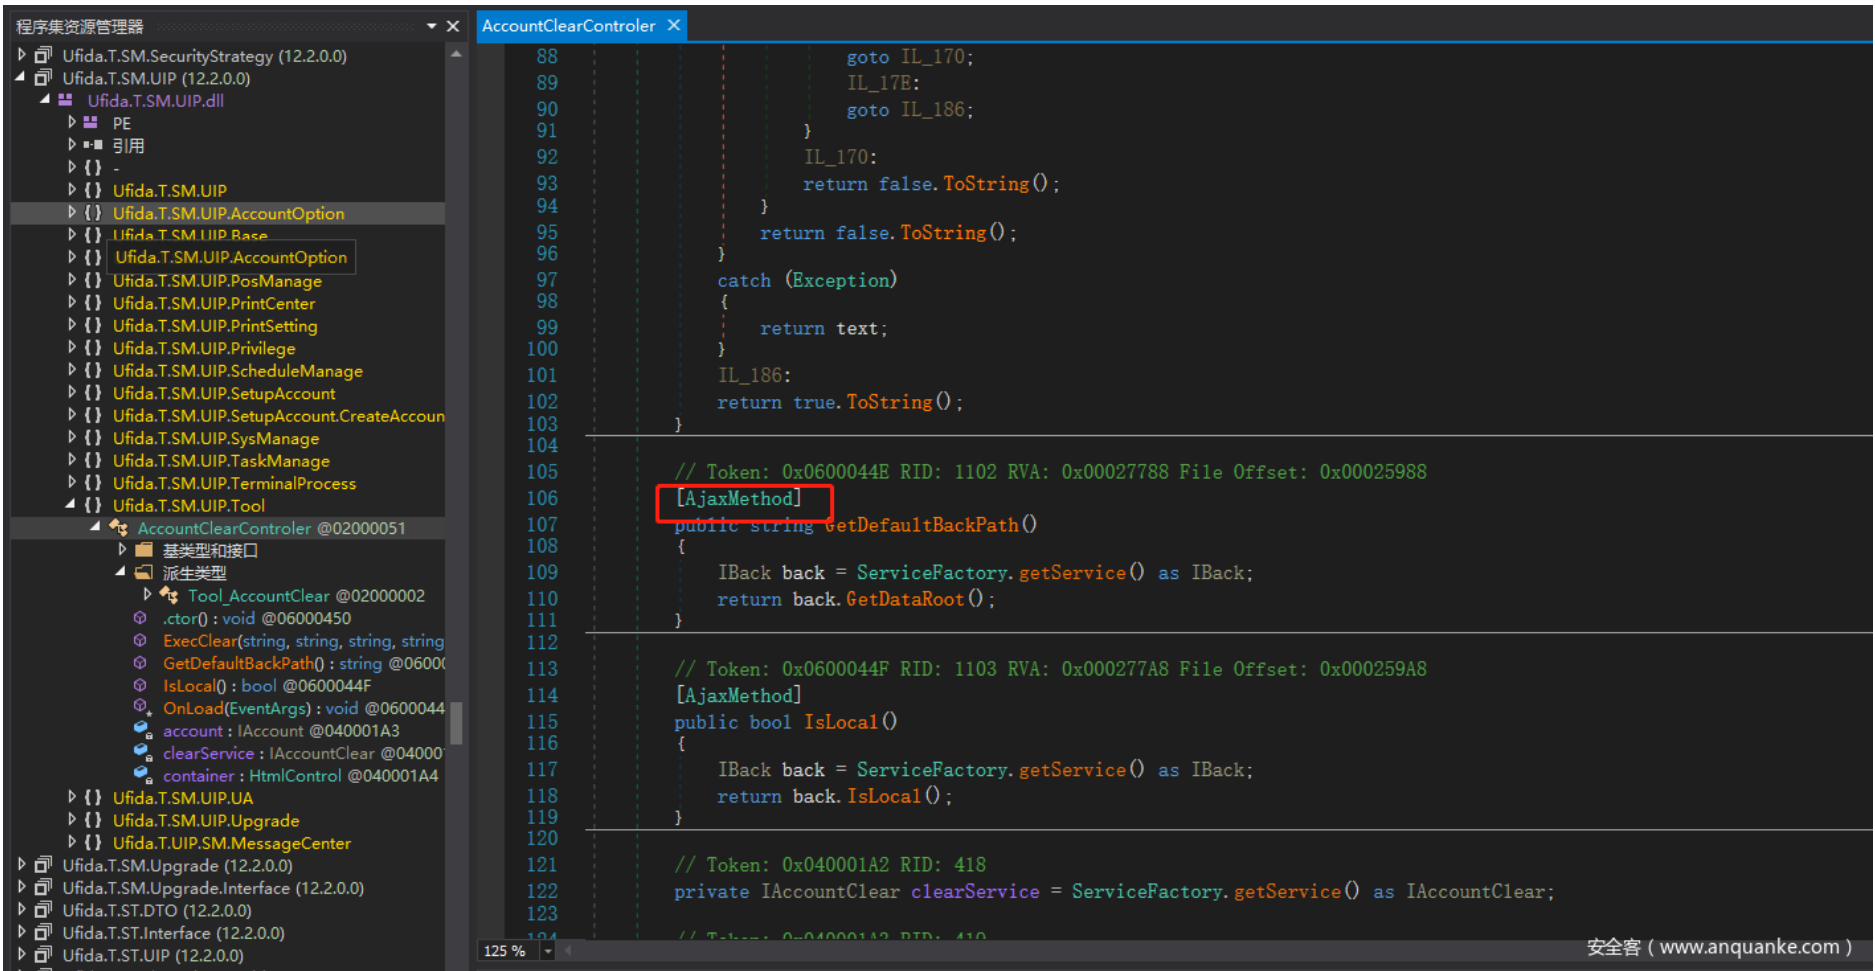 程序集资源管理器
Ufida.T.SM.SecurityStrategy (12.2.0.0)
Ufida.T.SM.UIP (12.2.0.0)
Ufida.T.SM.UIP.dll
PE
引用
{ } -
{ } Ufida.T.SM.UIP
{ } Ufida.T.SM.UIP.AccountOption
{ } Ufida.T.SM.UIP.Base
{ } Ufida.T.SM.UIP.AccountOption
{ } Ufida.T.SM.UIP.PosManage
{ } Ufida.T.SM.UIP.PrintCenter
{ } Ufida.T.SM.UIP.PrintSetting
{ } Ufida.T.SM.UIP.Privilege
{ } Ufida.T.SM.UIP.ScheduleManage
{ } Ufida.T.SM.UIP.SetupAccount
{ } Ufida.T.SM.UIP.SetupAccount.CreateAccoun
{ } Ufida.T.SM.UIP.SysManage
{ } Ufida.T.SM.UIP.TaskManage
{ } Ufida.T.SM.UIP.TerminalProcess
{ } Ufida.T.SM.UIP.Tool
AccountClearControler @02000051
基类型和接口
派生类型
Tool_AccountClear @02000002
.ctor() : void @06000450
ExecClear(string, string, string, string
GetDefaultBackPath() : string @0600
IsLocal() : bool @0600044F
OnLoad(EventArgs) : void @0600044
account : IAccount @040001A3
clearService : IAccountClear @04000
container : HtmlControl @040001A4
{ } Ufida.T.SM.UIP.UA
{ } Ufida.T.SM.UIP.Upgrade
{ } Ufida.T.UIP.SM.MessageCenter
Ufida.T.SM.Upgrade (12.2.0.0)
Ufida.T.SM.Upgrade.Interface (12.2.0.0)
Ufida.T.ST.DTO (12.2.0.0)
Ufida.T.ST.Interface (12.2.0.0)
Ufida.T.ST.UIP (12.2.0.0)
AccountClearControler
88 goto IL_170;
89 IL_17E:
90 goto IL_186;
91 }
92 IL_170:
93 return false.ToString();
94 }
95 return false.ToString();
96 }
97 catch (Exception)
98 {
99 return text;
100 }
101 IL_186:
102 return true.ToString();
103 }
104
105 // Token: 0x0600044E RID: 1102 RVA: 0x00027788 File Offset: 0x00025988
106 [AjaxMethod]
107 public string GetDefaultBackPath()
108 {
109 IBack back = ServiceFactory.getService() as IBack;
110 return back.GetDataRoot();
111 }
112
113 // Token: 0x0600044F RID: 1103 RVA: 0x000277A8 File Offset: 0x000259A8
114 [AjaxMethod]
115 public bool IsLocal()
116 {
117 IBack back = ServiceFactory.getService() as IBack;
118 return back.IsLocal();
119 }
120
121 // Token: 0x040001A2 RID: 418
122 private IAccountClear clearService = ServiceFactory.getService() as IAccountClear;
123
124 // Token: 0x040001A3 RID: 419
125 %
安全客 ( www.anquanke.com )